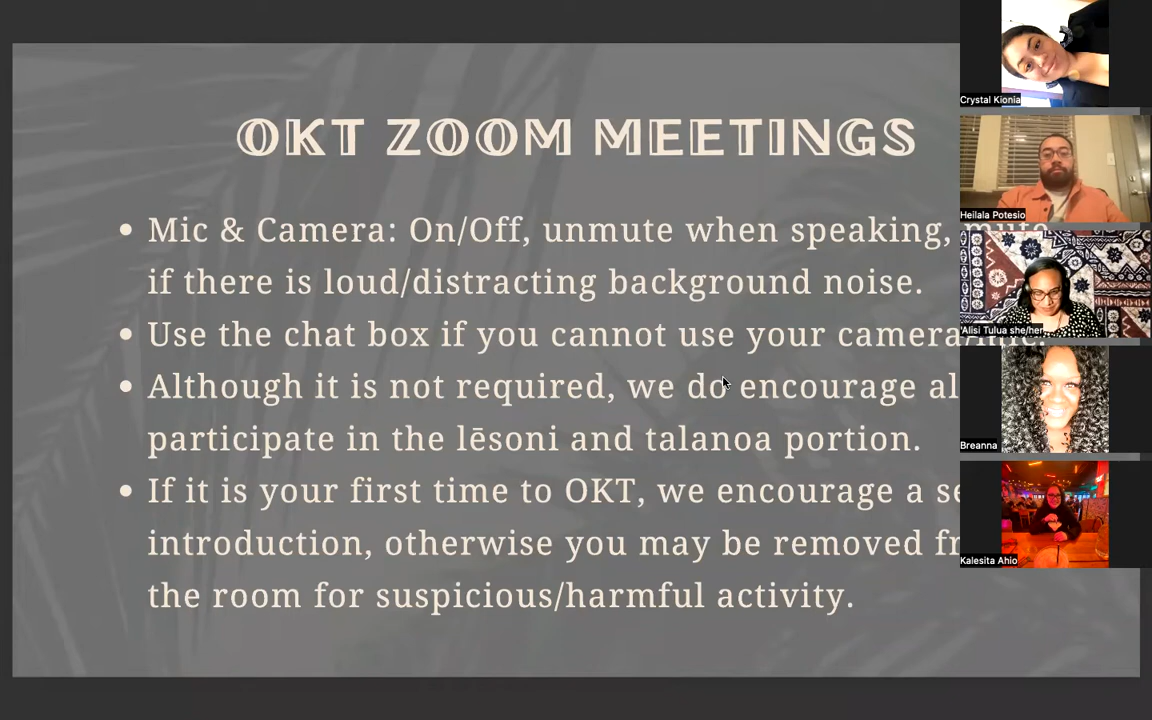 OKT ZOOM MEETINGS
• Mic & Camera: On/Off, unmute when speaking, mute
if there is loud/distracting background noise.
• Use the chat box if you cannot use your camera/
• Although it is not required, we do encourage al
participate in the lēsoni and talanoa portion.
• If it is your first time to OKT, we encourage a se
introduction, otherwise you may be removed fr
the room for suspicious/harmful activity.
Crystal Kionia
Heilala Potesio
'Alisi Tulua she/her
Breanna
Kalesita Ahio